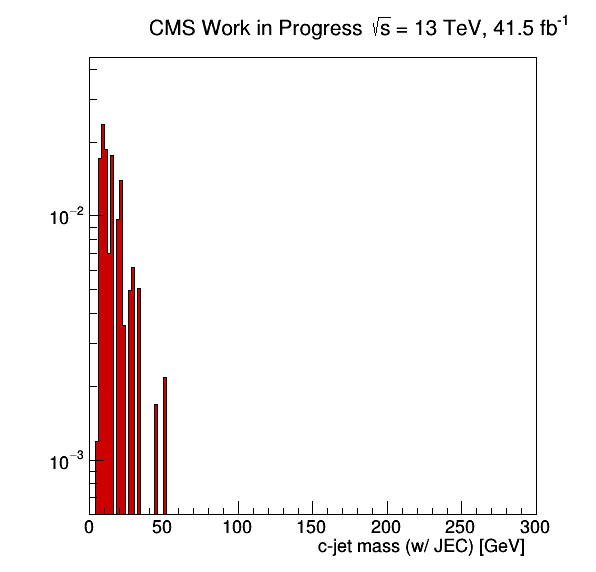 CMS Work in Progress √s = 13 TeV, 41.5 fb⁻¹
10⁻²
10⁻³
0 50 100 150 200 250 300
c-jet mass (w/ JEC) [GeV]